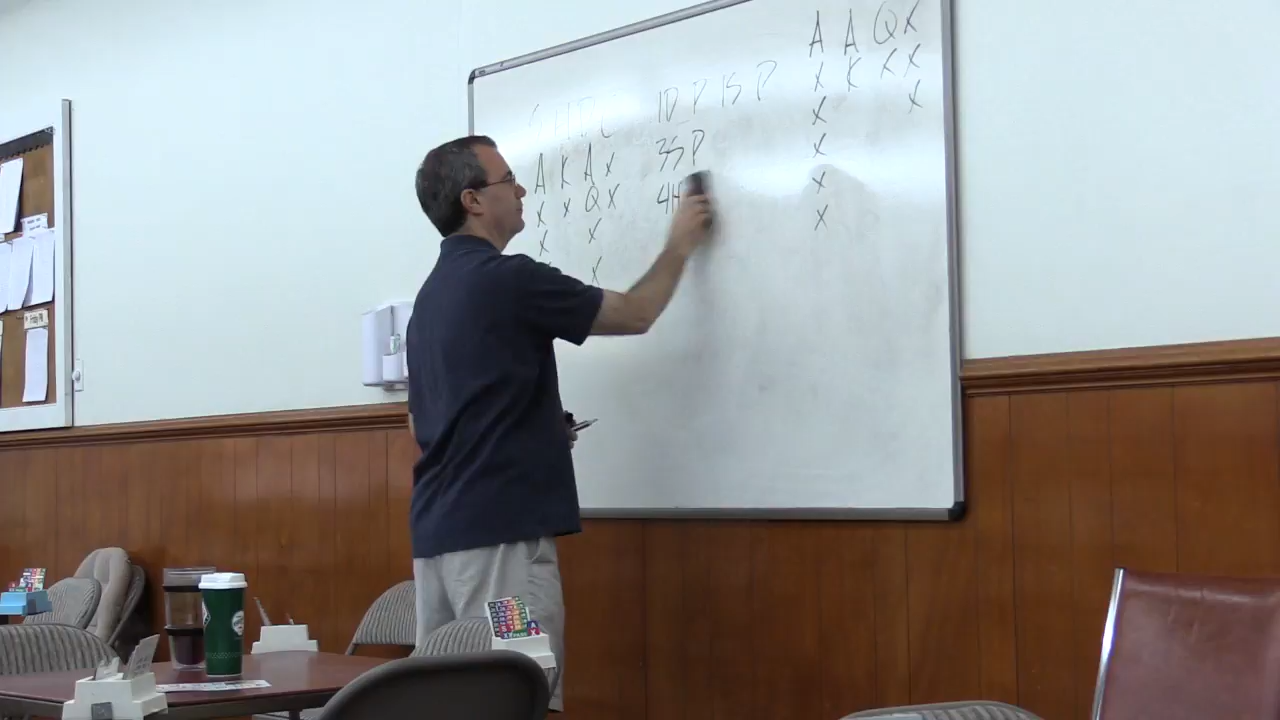 1D P 1S P
3S P
4H
A K A X
X X Q X
X X
X
A A Q X
X K X X
X X
X
X
X